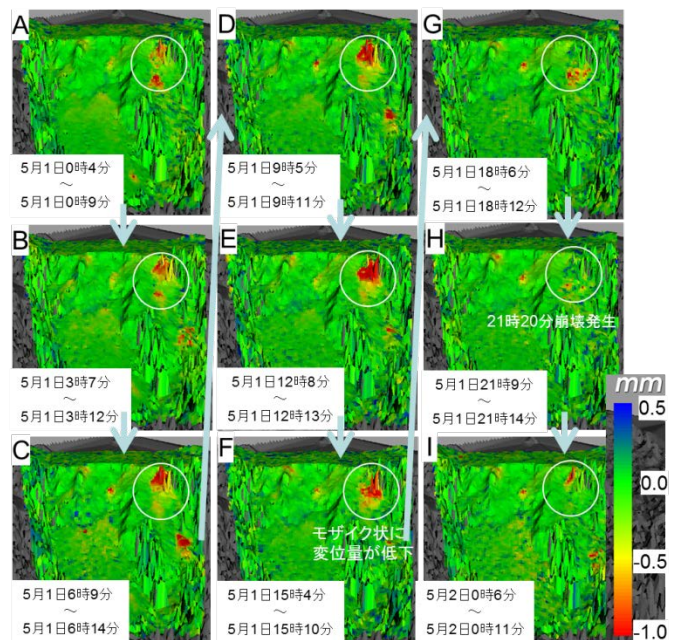 A
5月1日0時4分
～
5月1日0時9分
B
5月1日3時7分
～
5月1日3時12分
C
5月1日6時9分
～
5月1日6時14分
D
5月1日9時5分
～
5月1日9時11分
E
5月1日12時8分
～
5月1日12時13分
F
モザイク状に
変位量が低下
5月1日15時4分
～
5月1日15時10分
G
5月1日18時6分
～
5月1日18時12分
H
21時20分崩壊発生
5月1日21時9分
～
5月1日21時14分
I
5月2日0時6分
～
5月2日0時11分
mm
0.5
0.0
-0.5
-1.0